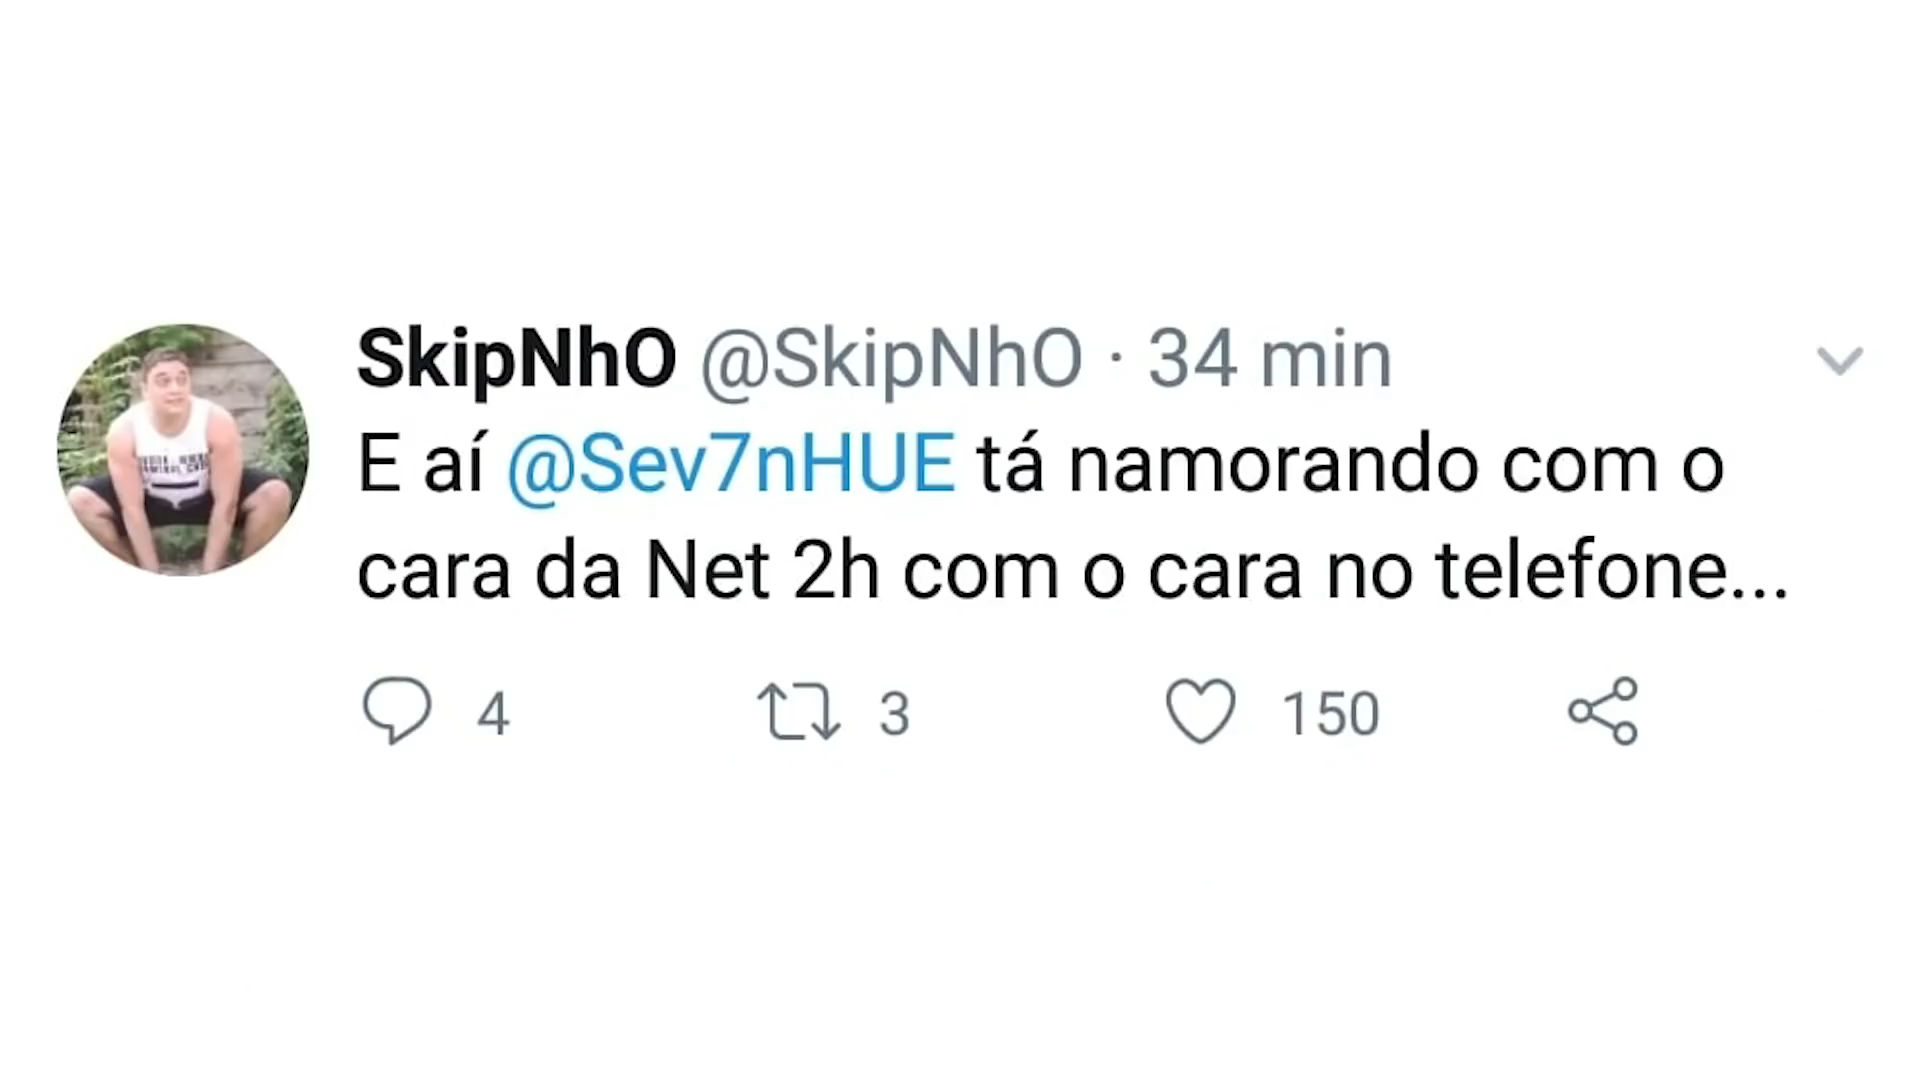 SkipNhO @SkipNhO · 34 min
E aí @Sev7nHUE tá namorando com o
cara da Net 2h com o cara no telefone...
4 3 150